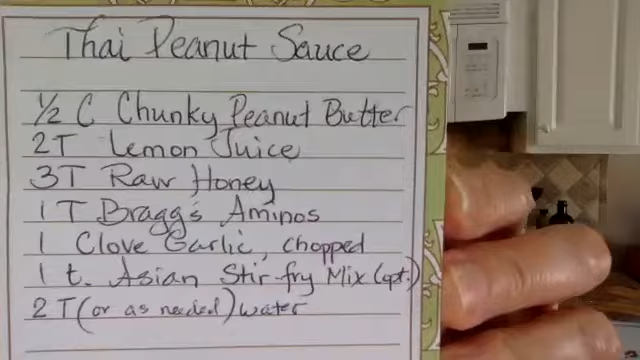 Thai Peanut Sauce
1/2 C Chunky Peanut Butter
2T Lemon Juice
3T Raw Honey
1 T Bragg's Aminos
1 Clove Garlic, chopped
1 t. Asian Stir-fry Mix (opt.)
2 T (or as needed) water